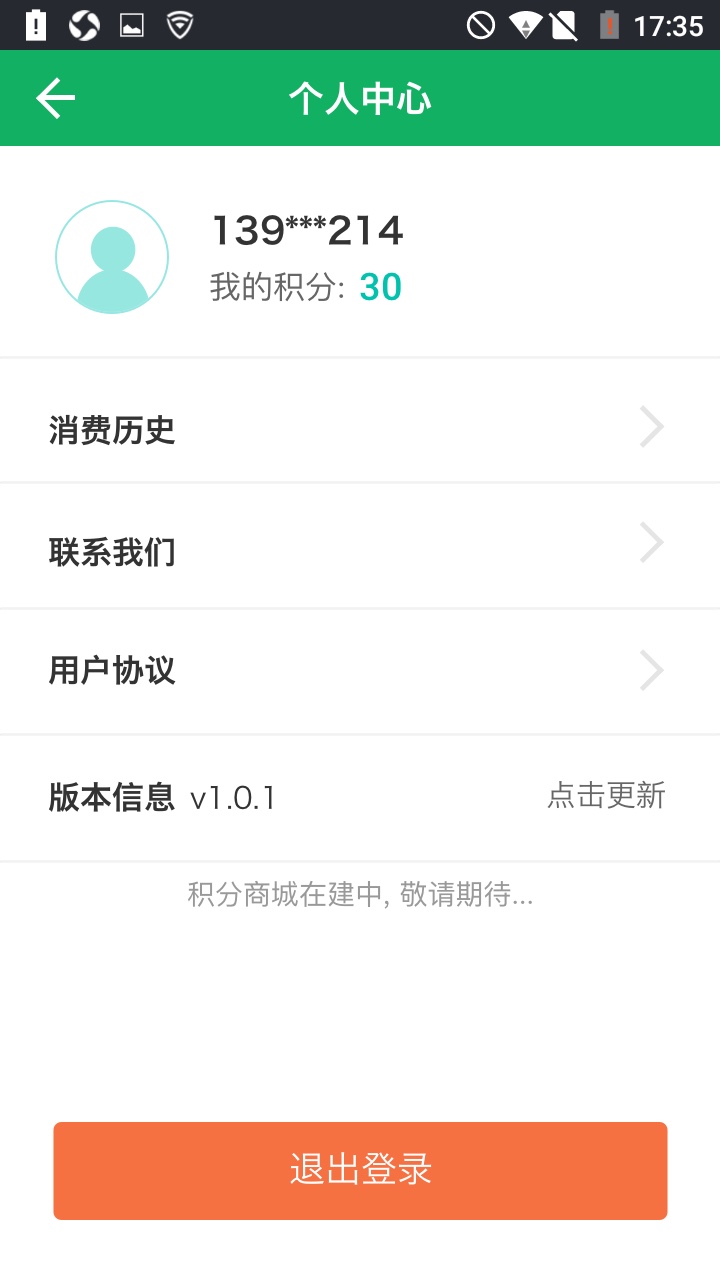 17:35
个人中心
139***214
我的积分: 30
消费历史
联系我们
用户协议
版本信息 v1.0.1 点击更新
积分商城在建中, 敬请期待...
退出登录